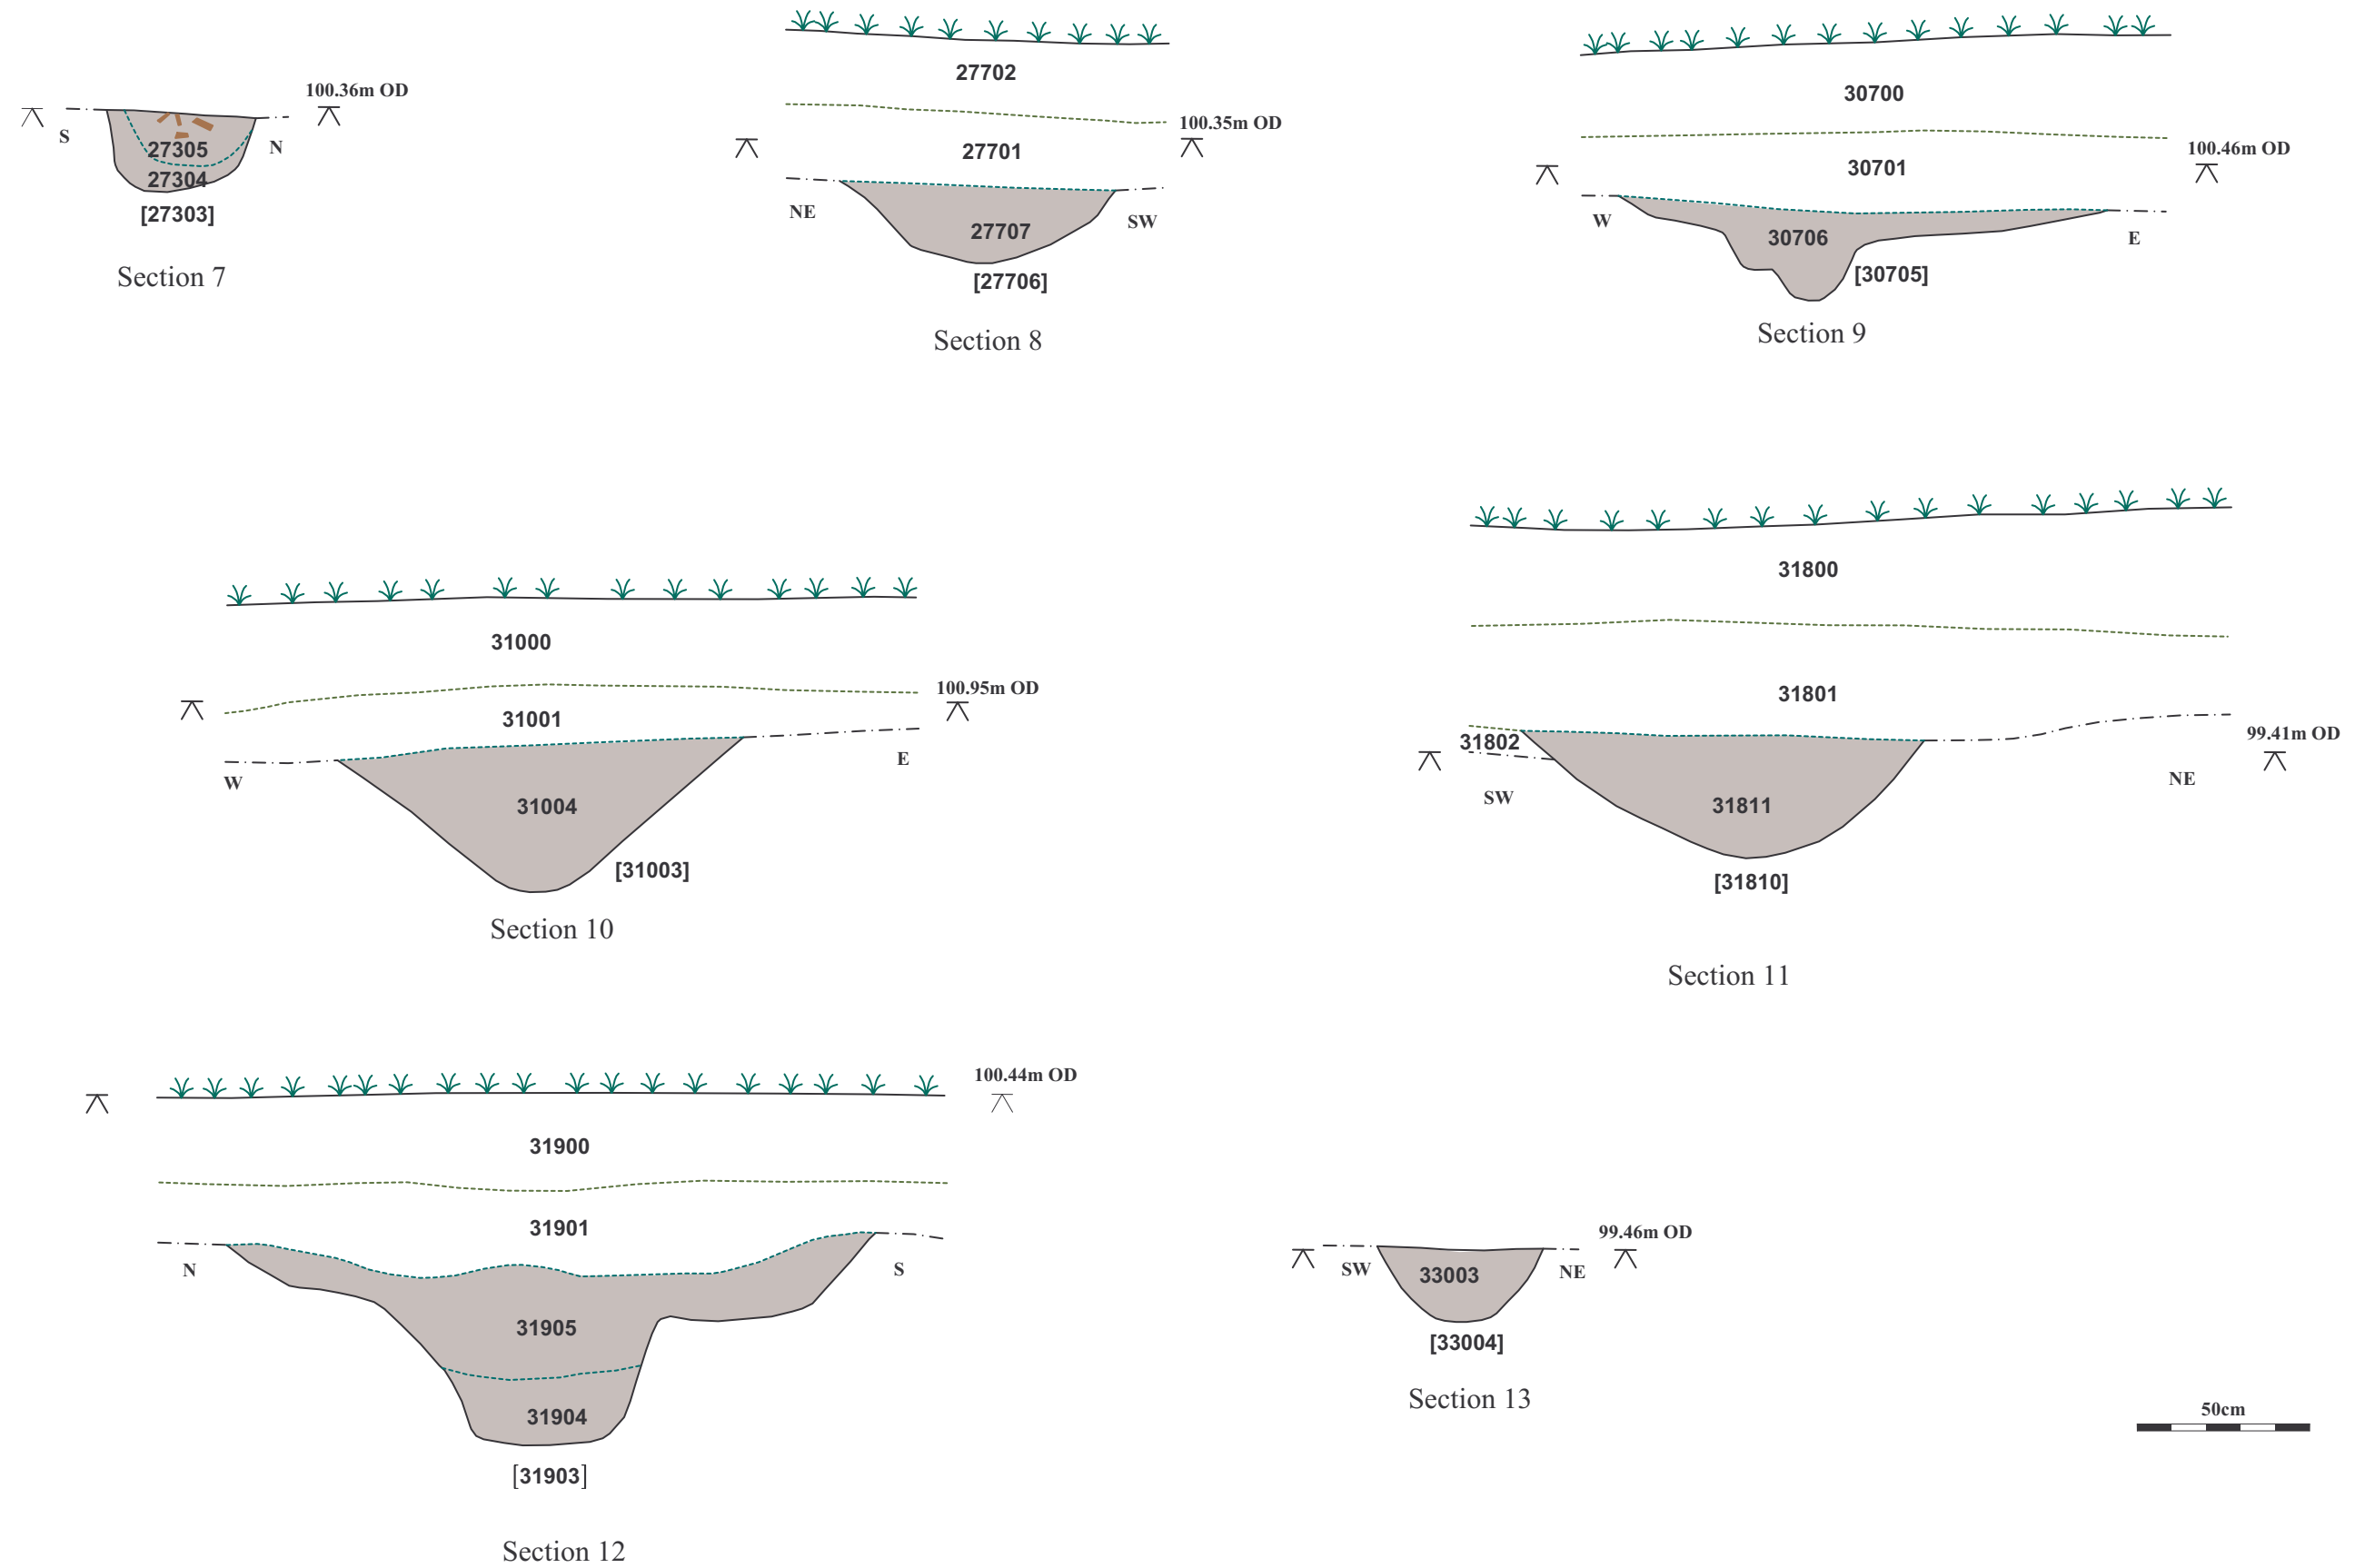 100.36m OD
S
N
27305
27304
[27303]
Section 7
27702
100.35m OD
27701
NE
SW
27707
[27706]
Section 8
30700
100.46m OD
30701
W
E
30706
[30705]
Section 9
31000
100.95m OD
31001
W
E
31004
[31003]
Section 10
31800
31801
31802
99.41m OD
SW
NE
31811
[31810]
Section 11
100.44m OD
31900
31901
N
S
31905
31904
[31903]
Section 12
99.46m OD
SW
NE
33003
[33004]
Section 13
50cm